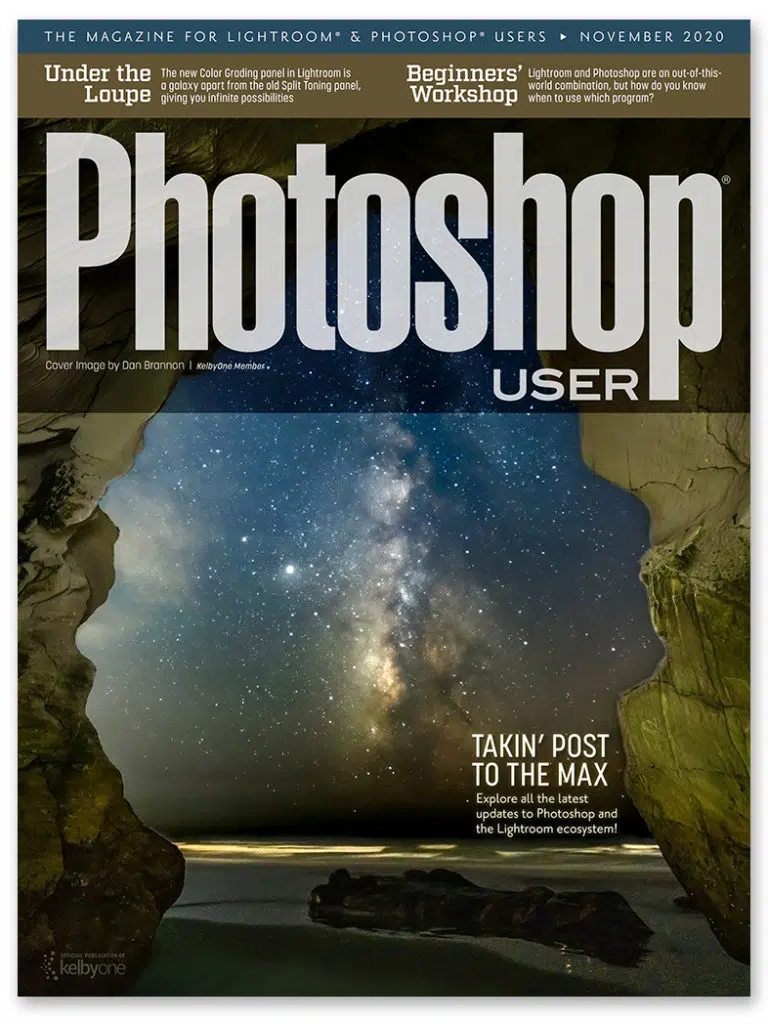 THE MAGAZINE FOR LIGHTROOM® & PHOTOSHOP® USERS ▸ NOVEMBER 2020
Under the
Loupe
The new Color Grading panel in Lightroom is
a galaxy apart from the old Split Toning panel,
giving you infinite possibilities
Beginners'
Workshop
Lightroom and Photoshop are an out-of-this-
world combination, but how do you know
when to use which program?
Photoshop®
Cover Image by Dan Brannon | KelbyOne Member
USER
TAKIN' POST
TO THE MAX
Explore all the latest
updates to Photoshop and
the Lightroom ecosystem!
OFFICIAL PUBLICATION OF
kelbyone